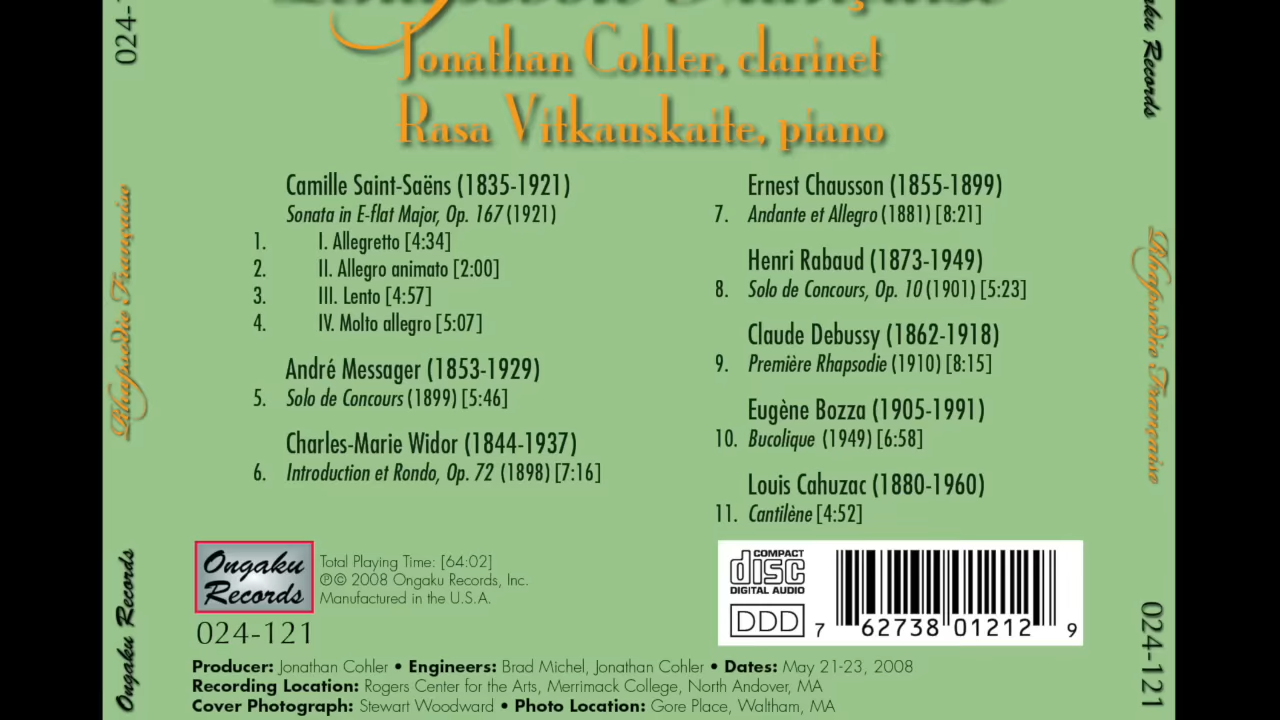 Rhapsodie Française
Jonathan Cohler, clarinet
Rasa Vitkauskaite, piano
Camille Saint-Saëns (1835-1921)
Sonata in E-flat Major, Op. 167 (1921)
1. I. Allegretto [4:34]
2. II. Allegro animato [2:00]
3. III. Lento [4:57]
4. IV. Molto allegro [5:07]
André Messager (1853-1929)
5. Solo de Concours (1899) [5:46]
Charles-Marie Widor (1844-1937)
6. Introduction et Rondo, Op. 72 (1898) [7:16]
Ernest Chausson (1855-1899)
7. Andante et Allegro (1881) [8:21]
Henri Rabaud (1873-1949)
8. Solo de Concours, Op. 10 (1901) [5:23]
Claude Debussy (1862-1918)
9. Première Rhapsodie (1910) [8:15]
Eugène Bozza (1905-1991)
10. Bucolique (1949) [6:58]
Louis Cahuzac (1880-1960)
11. Cantilène [4:52]
Ongaku
Records
024-121
Total Playing Time: [64:02]
℗© 2008 Ongaku Records, Inc.
Manufactured in the U.S.A.
COMPACT
disc
DIGITAL AUDIO
DDD
7 62738 01212 9
Producer: Jonathan Cohler • Engineers: Brad Michel, Jonathan Cohler • Dates: May 21-23, 2008
Recording Location: Rogers Center for the Arts, Merrimack College, North Andover, MA
Cover Photograph: Stewart Woodward • Photo Location: Gore Place, Waltham, MA
024-1
Rhapsodie Française
Ongaku Records
Records
Rhapsodie Française
024-121